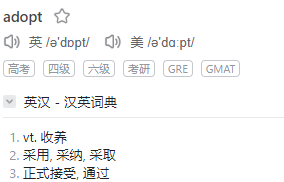 adopt
英 /ə'dɒpt/ 美 /ə'dɑːpt/
高考 四级 六级 考研 GRE GMAT
英汉 - 汉英词典
1. vt. 收养
2. 采用, 采纳, 采取
3. 正式接受, 通过